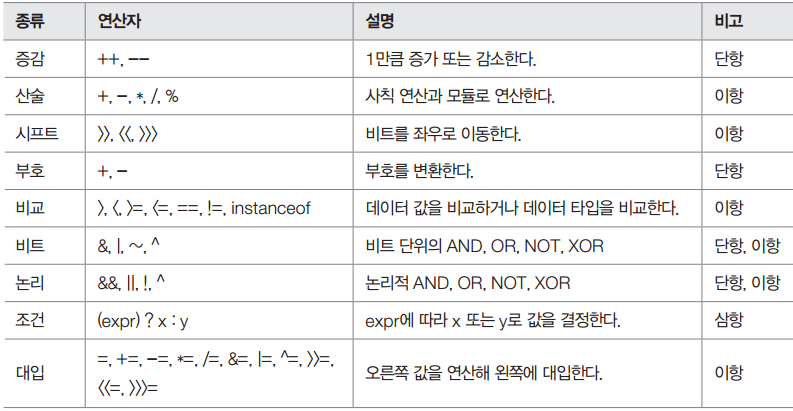 종류 연산자 설명 비고
증감 ++, −− 1만큼 증가 또는 감소한다. 단항
산술 +, −, *, /, % 사칙 연산과 모듈로 연산한다. 이항
시프트 >>, <<, >>> 비트를 좌우로 이동한다. 이항
부호 +, − 부호를 변환한다. 단항
비교 >, <, >=, <=, ==, !=, instanceof 데이터 값을 비교하거나 데이터 타입을 비교한다. 이항
비트 &, |, ~, ^ 비트 단위의 AND, OR, NOT, XOR 단항, 이항
논리 &&, ||, !, ^ 논리적 AND, OR, NOT, XOR 단항, 이항
조건 (expr) ? x : y expr에 따라 x 또는 y로 값을 결정한다. 삼항
대입 =, +=, −=, *=, /=, &=, |=, ^=, >>=, 오른쪽 값을 연산해 왼쪽에 대입한다. 이항
<<=, >>>=